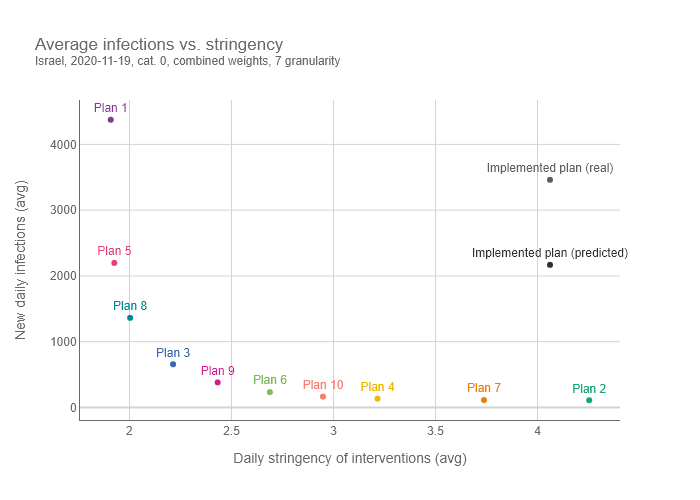 Average infections vs. stringency
Israel, 2020-11-19, cat. 0, combined weights, 7 granularity
Plan 1
4000
Implemented plan (real)
3000
Plan 5
Implemented plan (predicted)
2000
Plan 8
1000
Plan 3
Plan 9
Plan 6
Plan 10
Plan 4
Plan 7
Plan 2
0
2
2.5
3
3.5
4
New daily infections (avg)
Daily stringency of interventions (avg)